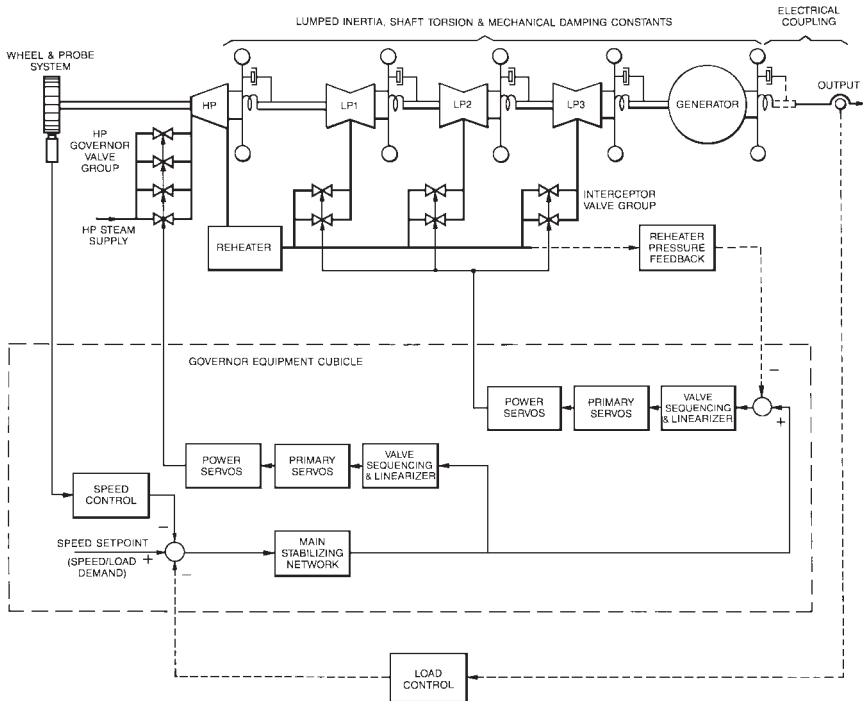 LUMPED INERTIA, SHAFT TORSION & MECHANICAL DAMPING CONSTANTS
ELECTRICAL
COUPLING
WHEEL & PROBE
SYSTEM
OUTPUT
HP
LP1
LP2
LP3
GENERATOR
HP
GOVERNOR
VALVE
GROUP
INTERCEPTOR
VALVE GROUP
HP STEAM
SUPPLY
REHEATER
REHEATER
PRESSURE
FEEDBACK
GOVERNOR EQUIPMENT CUBICLE
–
POWER
SERVOS
PRIMARY
SERVOS
VALVE
SEQUENCING
& LINEARIZER
+
POWER
SERVOS
PRIMARY
SERVOS
VALVE
SEQUENCING
& LINEARIZER
SPEED
CONTROL
–
SPEED SETPOINT
(SPEED/LOAD
DEMAND)
+
–
MAIN
STABILIZING
NETWORK
LOAD
CONTROL